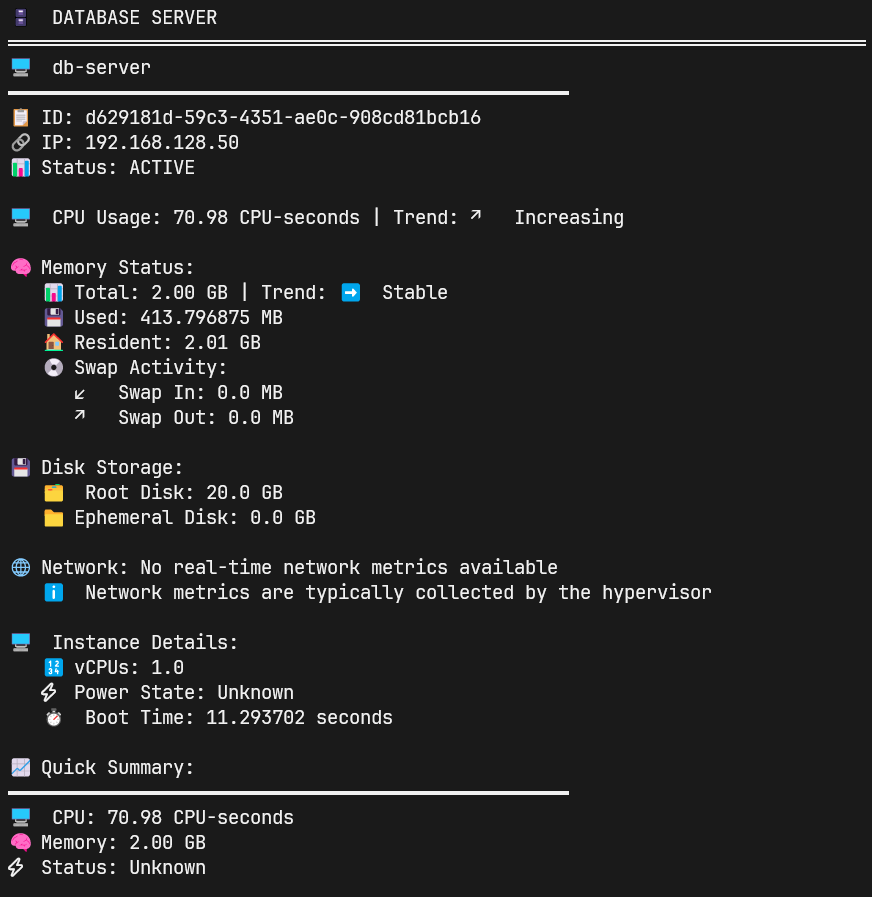 DATABASE SERVER
db-server
ID: d629181d-59c3-4351-ae0c-908cd81bcb16
IP: 192.168.128.50
Status: ACTIVE
CPU Usage: 70.98 CPU-seconds | Trend: ↗ Increasing
Memory Status:
Total: 2.00 GB | Trend: ➡ Stable
Used: 413.796875 MB
Resident: 2.01 GB
Swap Activity:
↙ Swap In: 0.0 MB
↗ Swap Out: 0.0 MB
Disk Storage:
Root Disk: 20.0 GB
Ephemeral Disk: 0.0 GB
Network: No real-time network metrics available
ℹ Network metrics are typically collected by the hypervisor
Instance Details:
🔢 vCPUs: 1.0
Power State: Unknown
Boot Time: 11.293702 seconds
Quick Summary:
CPU: 70.98 CPU-seconds
Memory: 2.00 GB
Status: Unknown